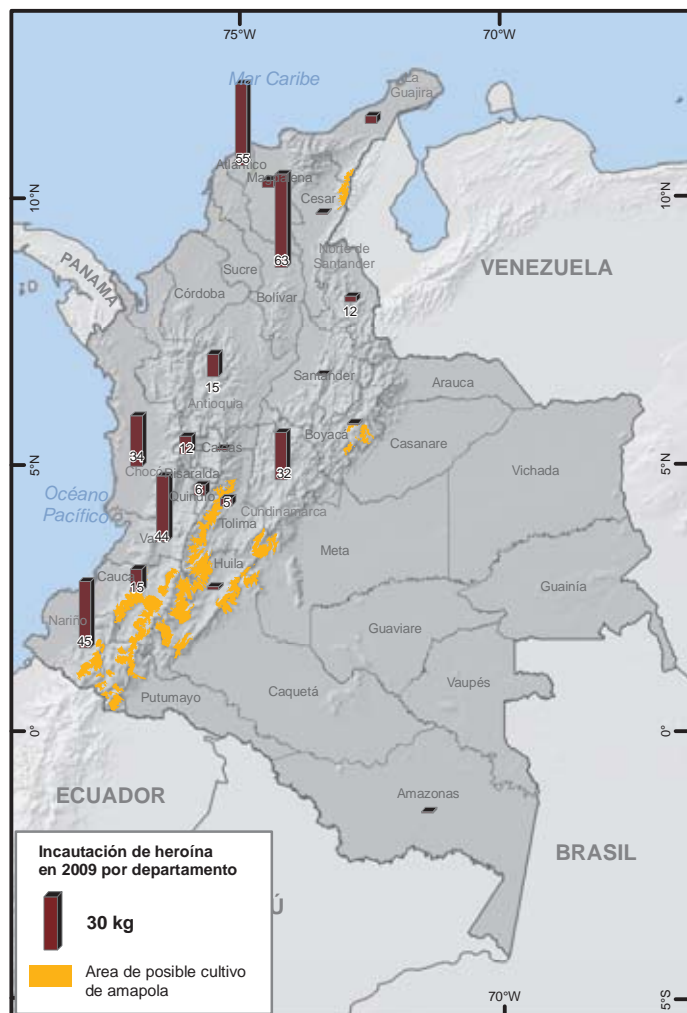 75°W
70°W
Mar Caribe
La
Guajira
55
Atlántico
Magdalena
10°N
10°N
Cesar
63
Norte de
Santander
Sucre
PANAMA
VENEZUELA
Córdoba
Bolívar
12
15
Santander
Antioquia
Arauca
34
12
Caldas
32
Boyacá
Casanare
5°N
5°N
Chocó
Risaralda
Vichada
Océano
Pacífico
6
Quindío
5
Cundinamarca
Tolima
44
Meta
Huila
Cauca
15
Guainía
Nariño
45
Guaviare
Vaupés
Putumayo
Caquetá
0°
0°
ECUADOR
Amazonas
BRASIL
Incautación de heroína
en 2009 por departamento
30 kg
Area de posible cultivo
de amapola
70°W
5°S